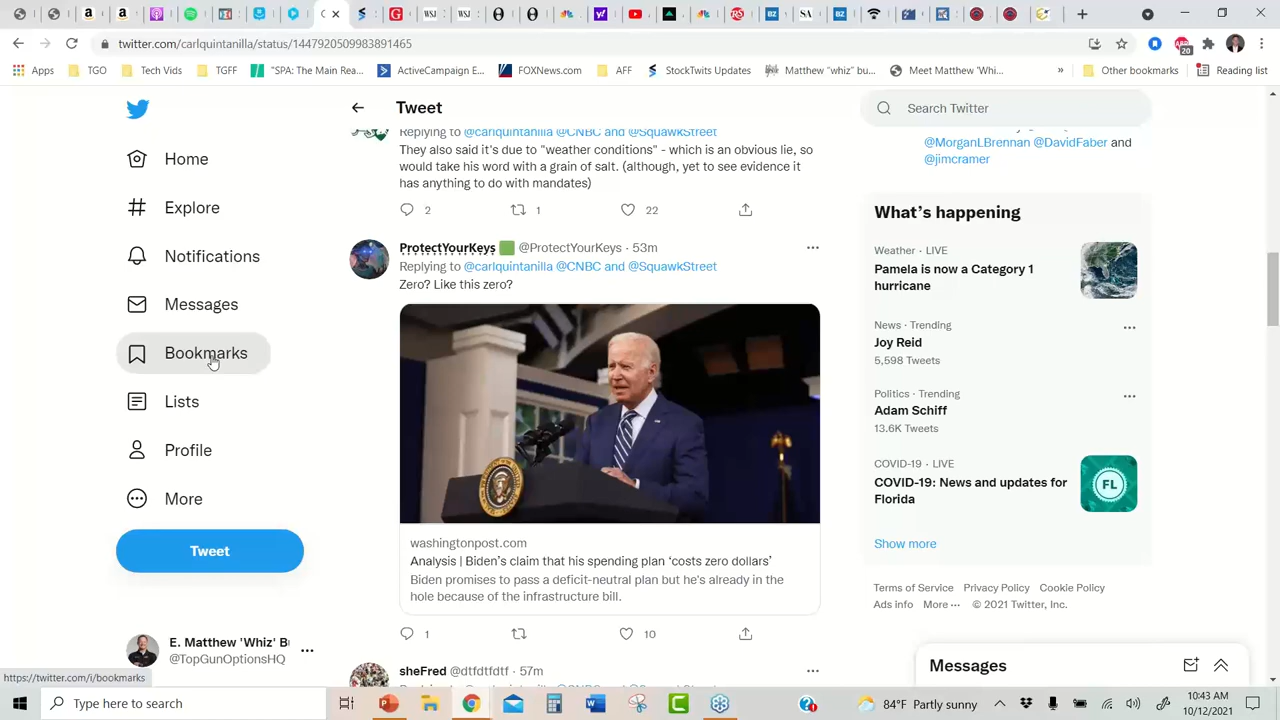 twitter.com/carlquintanilla/status/1447920509983891465
20
Apps
TGO
Tech Vids
TGFF
"SPA: The Main Rea...
ActiveCampaign E...
FOXNews.com
AFF
StockTwits Updates
Matthew "whiz" bu...
Meet Matthew 'Whi...
»
Other bookmarks
Reading list
Home
Explore
Notifications
Messages
Bookmarks
Lists
Profile
More
Tweet
E. Matthew 'Whiz' B
@TopGunOptionsHQ
https://twitter.com/i/bookmarks
Tweet
Replying to @carlquintanilla @CNBC and @SquawkStreet
They also said it's due to "weather conditions" - which is an obvious lie, so
would take his word with a grain of salt. (although, yet to see evidence it
has anything to do with mandates)
2 1 22
ProtectYourKeys @ProtectYourKeys · 53m
Replying to @carlquintanilla @CNBC and @SquawkStreet
Zero? Like this zero?
washingtonpost.com
Analysis | Biden's claim that his spending plan 'costs zero dollars'
Biden promises to pass a deficit-neutral plan but he's already in the
hole because of the infrastructure bill.
1 10
sheFred @dtfdtfdtf · 57m
Search Twitter
@MorganLBrennan @DavidFaber and
@jimcramer
What's happening
Weather · LIVE
Pamela is now a Category 1
hurricane
News · Trending
Joy Reid
5,598 Tweets
Politics · Trending
Adam Schiff
13.6K Tweets
COVID-19 · LIVE
COVID-19: News and updates for
Florida
FL
Show more
Terms of Service Privacy Policy Cookie Policy
Ads info More ··· © 2021 Twitter, Inc.
Messages
Type here to search
84°F Partly sunny
10:43 AM
10/12/2021